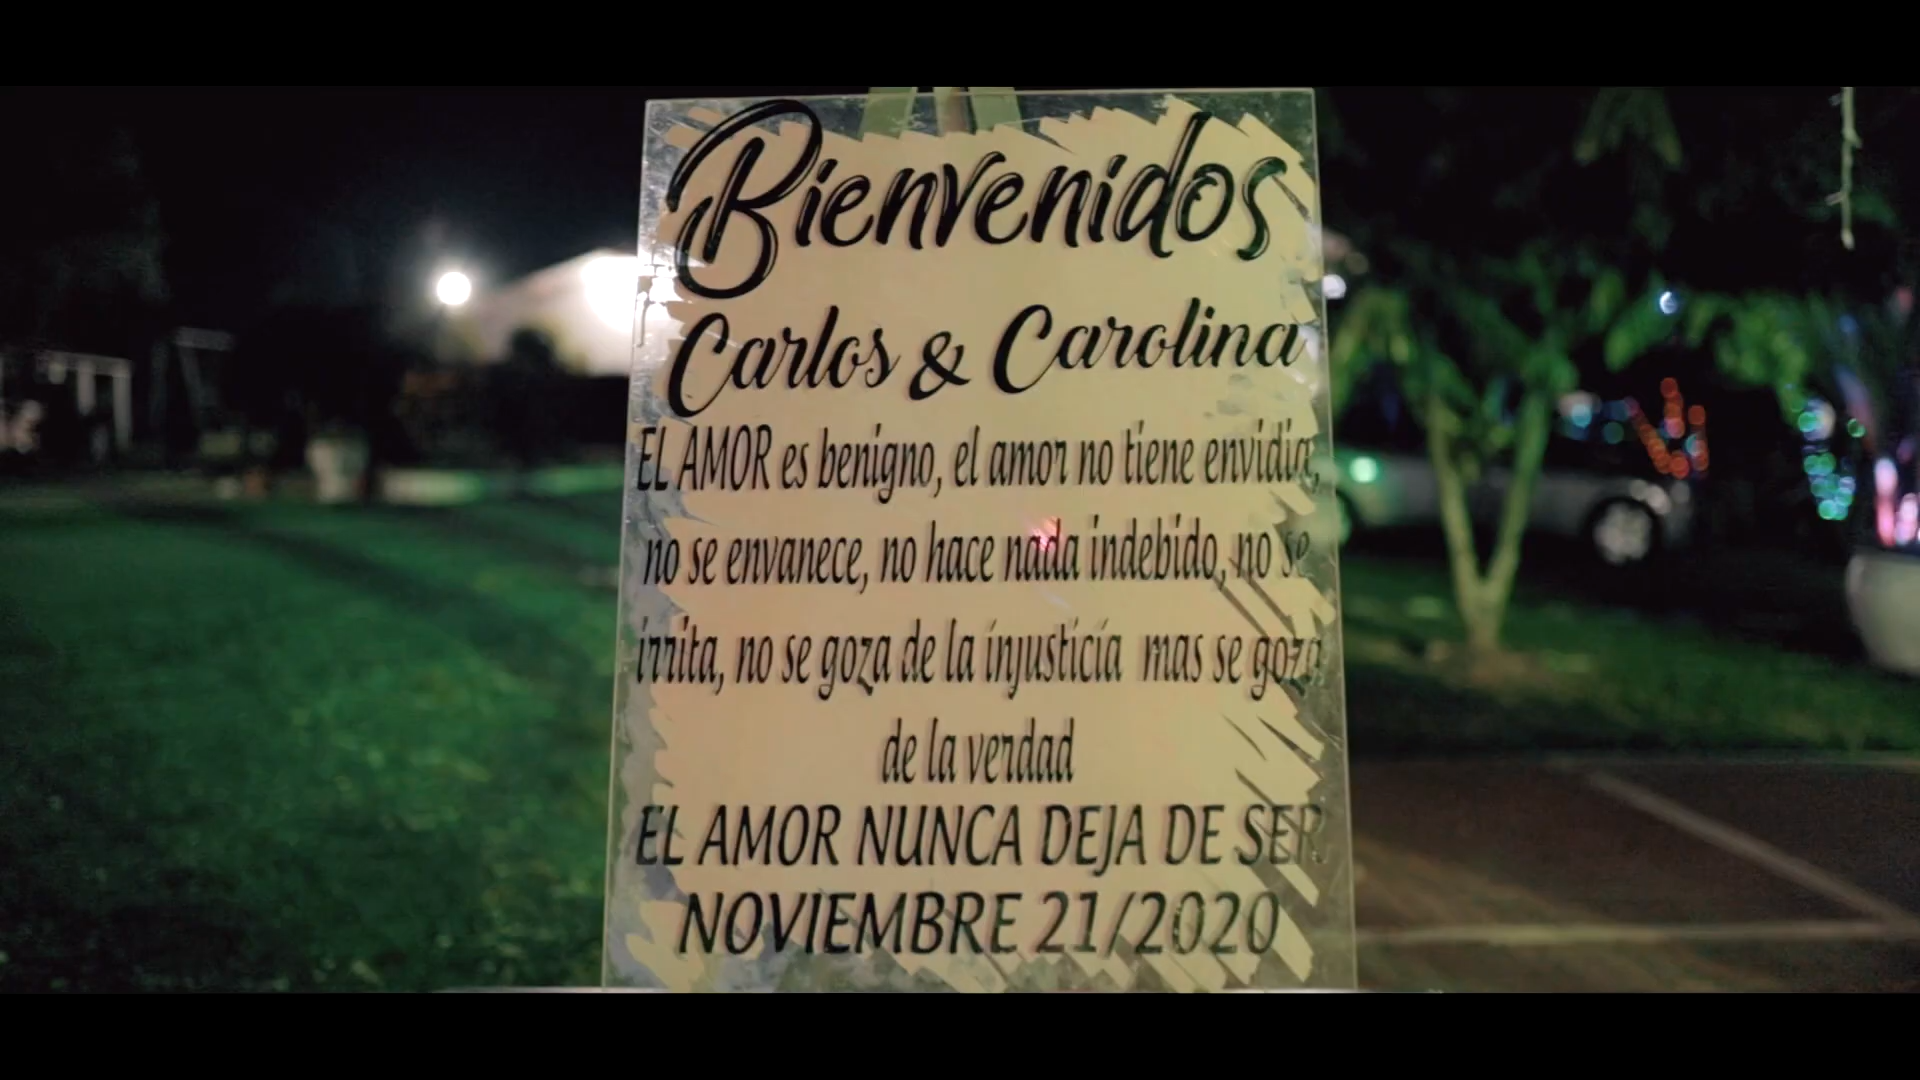 Bienvenidos
Carlos & Carolina
EL AMOR es benigno, el amor no tiene envidia,
no se envanece, no hace nada indebido, no se
irrita, no se goza de la injusticia mas se goza
de la verdad
EL AMOR NUNCA DEJA DE SER
NOVIEMBRE 21/2020